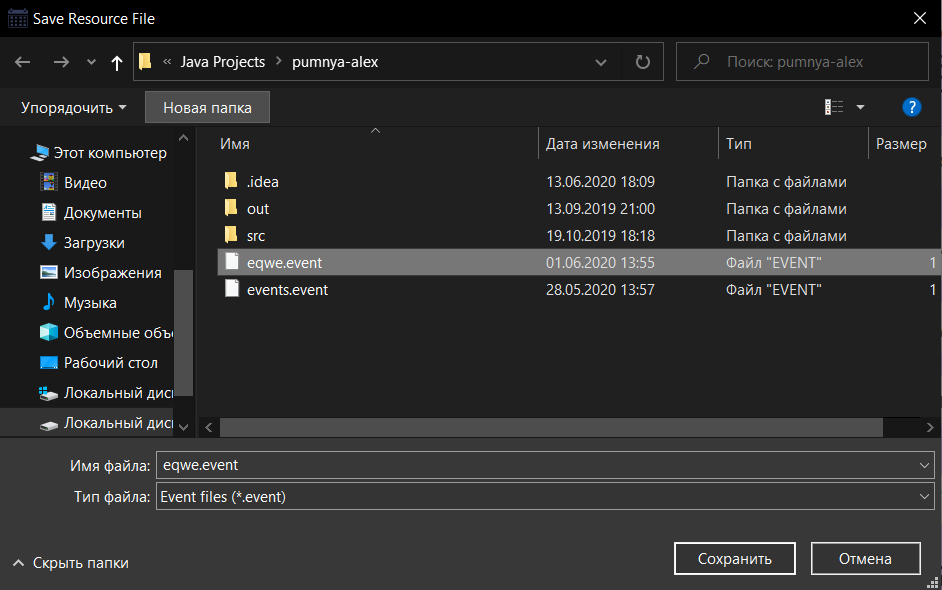 Save Resource File
« Java Projects > pumnya-alex
Поиск: pumnya-alex
Упорядочить
Новая папка
?
Этот компьютер
Видео
Документы
Загрузки
Изображения
Музыка
Объемные объ
Рабочий стол
Локальный дис
Локальный дис
Имя Дата изменения Тип Размер
.idea 13.06.2020 18:09 Папка с файлами
out 13.09.2019 21:00 Папка с файлами
src 19.10.2019 18:18 Папка с файлами
eqwe.event 01.06.2020 13:55 Файл "EVENT" 1
events.event 28.05.2020 13:57 Файл "EVENT" 1
Имя файла: eqwe.event
Тип файла: Event files (*.event)
Скрыть папки
Сохранить
Отмена